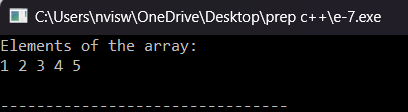 C:\Users\nvisw\OneDrive\Desktop\prep c++\e-7.exe
Elements of the array:
1 2 3 4 5
--------------------------------